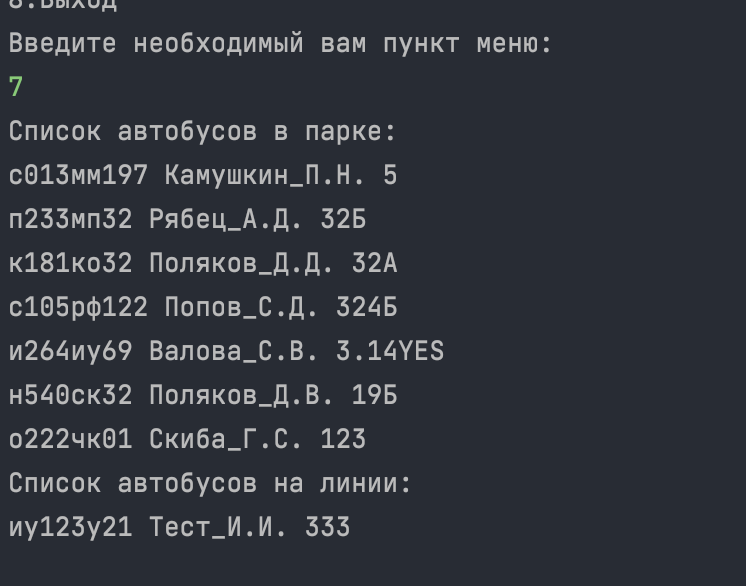 8.Выход
Введите необходимый вам пункт меню:
7
Список автобусов в парке:
с013мм197 Камушкин_П.Н. 5
п233мп32 Рябец_А.Д. 32Б
к181ко32 Поляков_Д.Д. 32А
с105рф122 Попов_С.Д. 324Б
и264иу69 Валова_С.В. 3.14YES
н540ск32 Поляков_Д.В. 19Б
о222чк01 Скиба_Г.С. 123
Список автобусов на линии:
иу123у21 Тест_И.И. 333